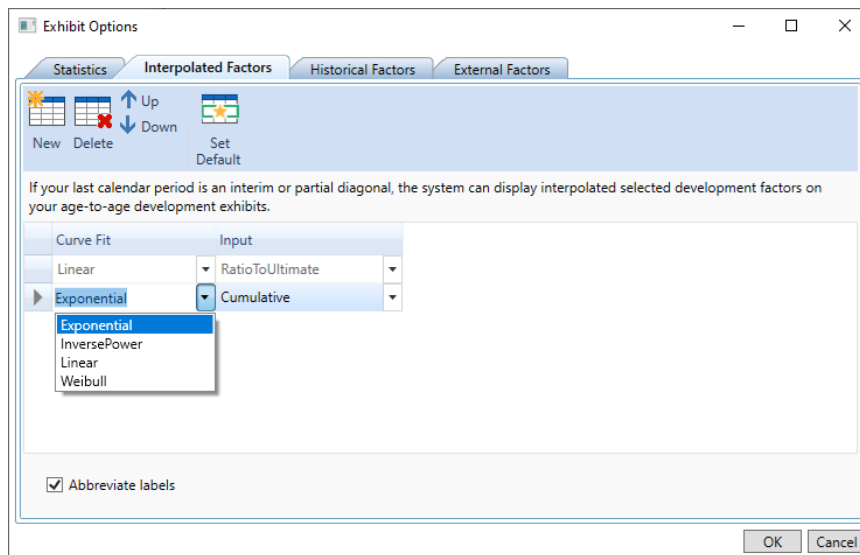 Exhibit Options
Statistics Interpolated Factors Historical Factors External Factors
Up
Down
New Delete Set Default
If your last calendar period is an interim or partial diagonal, the system can display interpolated selected development factors on
your age-to-age development exhibits.
Curve Fit Input
Linear RatioToUltimate
Exponential Cumulative
Exponential
InversePower
Linear
Weibull
Abbreviate labels
OK Cancel